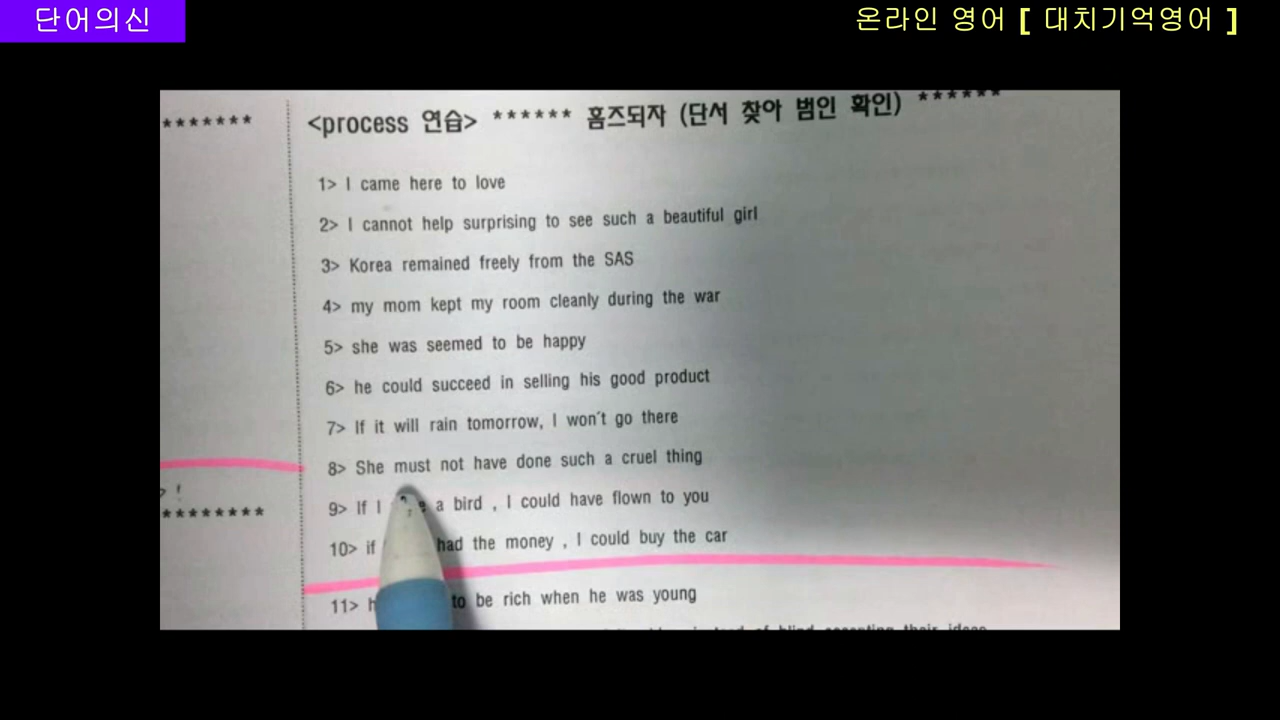 단어의신
온라인 영어 [ 대치기억영어 ]
*******
<process 연습> ****** 홈즈되자 (단서 찾아 범인 확인) ******
1> I came here to love
2> I cannot help surprising to see such a beautiful girl
3> Korea remained freely from the SAS
4> my mom kept my room cleanly during the war
5> she was seemed to be happy
6> he could succeed in selling his good product
7> If it will rain tomorrow, I won't go there
8> She must not have done such a cruel thing
> !
9> If I a bird , I could have flown to you
********
10> if had the money , I could buy the car
11> to be rich when he was young
of blind accepting their ideas